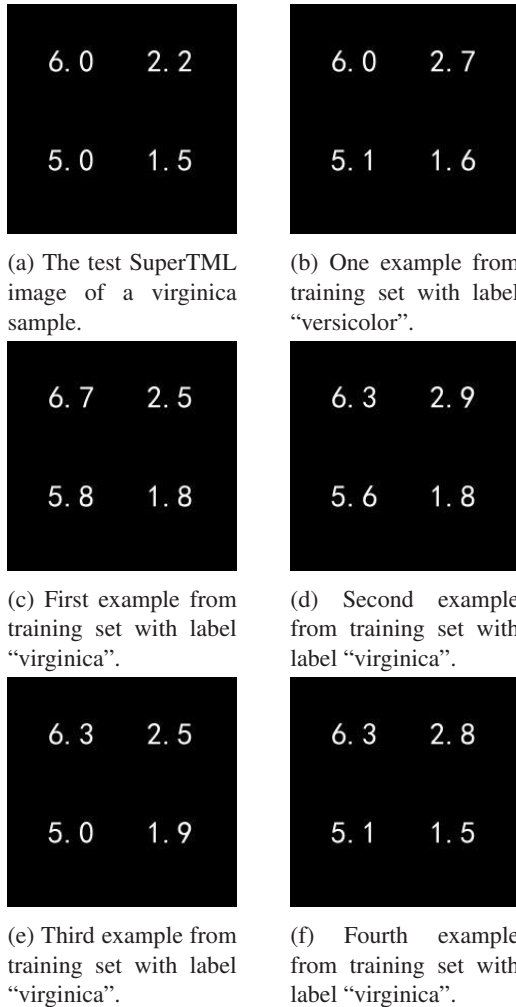 6.0 2.2
5.0 1.5
(a) The test SuperTML
image of a virginica
sample.
6.0 2.7
5.1 1.6
(b) One example from
training set with label
“versicolor”.
6.7 2.5
5.8 1.8
(c) First example from
training set with label
“virginica”.
6.3 2.9
5.6 1.8
(d) Second example
from training set with
label “virginica”.
6.3 2.5
5.0 1.9
(e) Third example from
training set with label
“virginica”.
6.3 2.8
5.1 1.5
(f) Fourth example
from training set with
label “virginica”.